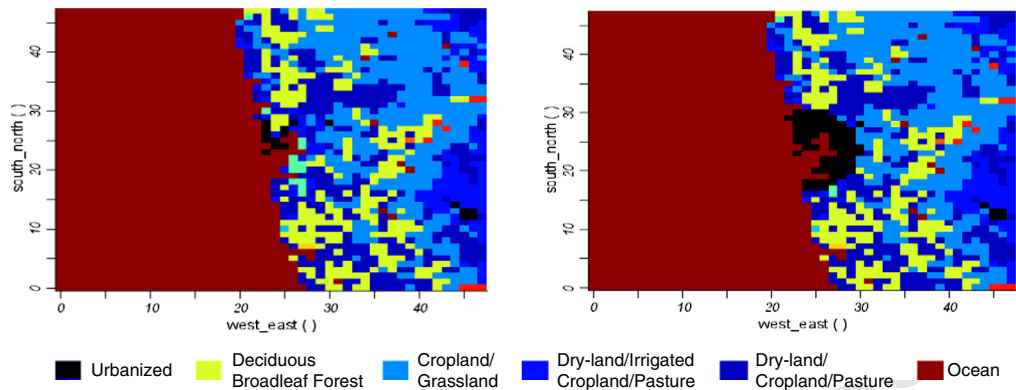 40
30
20
10
0
south_north ( )
0 10 20 30 40
west_east ( )
40
30
20
10
0
south_north ( )
0 10 20 30 40
west_east ( )
Urbanized
Deciduous
Broadleaf Forest
Cropland/
Grassland
Dry-land/Irrigated
Cropland/Pasture
Dry-land/
Cropland/Pasture
Ocean